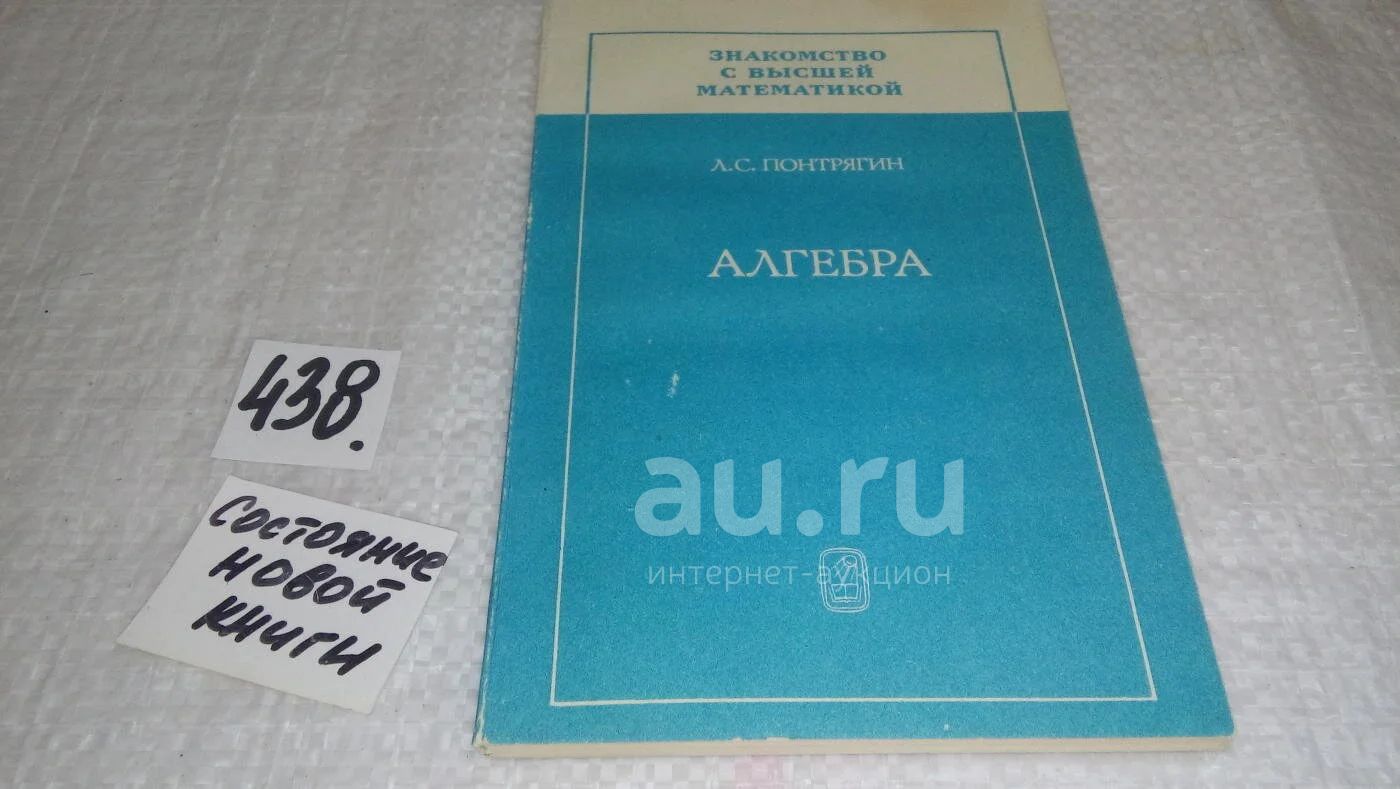 ЗНАКОМСТВО
С ВЫСШЕЙ
МАТЕМАТИКОЙ
Л.С. ПОНТРЯГИН
АЛГЕБРА
438.
Состояние
новой
книги
au.ru
интернет-аукцион